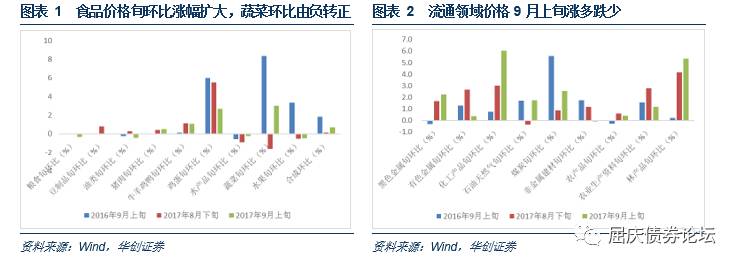 图表 1 食品价格旬环比涨幅扩大，蔬菜环比由负转正
10
8
6
4
2
0
-2
-4
粮食旬环比（%）
豆制品旬环比（%）
油类旬环比（%）
猪肉旬环比（%）
牛羊鸡鸭旬环比（%）
鸡蛋旬环比（%）
水产品旬环比（%）
蔬菜旬环比（%）
水果旬环比（%）
合成环比（%）
2016年9月上旬
2017年8月下旬
2017年9月上旬
资料来源：Wind，华创证券
图表 2 流通领域价格 9 月上旬涨多跌少
7.0
6.0
5.0
4.0
3.0
2.0
1.0
0.0
-1.0
黑色金属旬环比（%）
有色金属旬环比（%）
化工产品旬环比（%）
石油天然气旬环比（%）
煤炭旬环比（%）
非金属建材旬环比（%）
农产品旬环比（%）
农业生产资料旬环比（%）
林产品旬环比（%）
2016年9月上旬
2017年8月下旬
2017年9月上旬
资料来源：Wind，华创证券
屈庆债券论坛